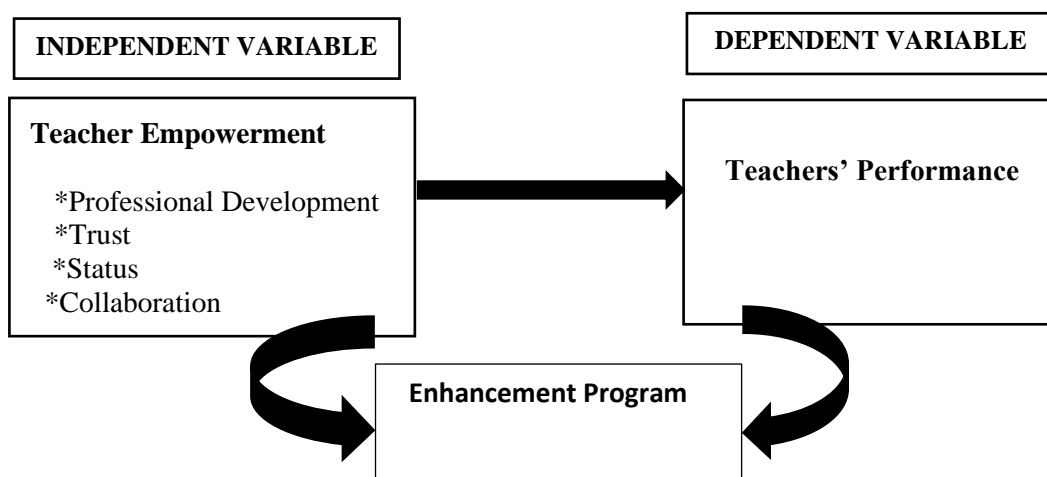 INDEPENDENT VARIABLE
DEPENDENT VARIABLE
Teacher Empowerment
*Professional Development
*Trust
*Status
*Collaboration
Teachers’ Performance
Enhancement Program